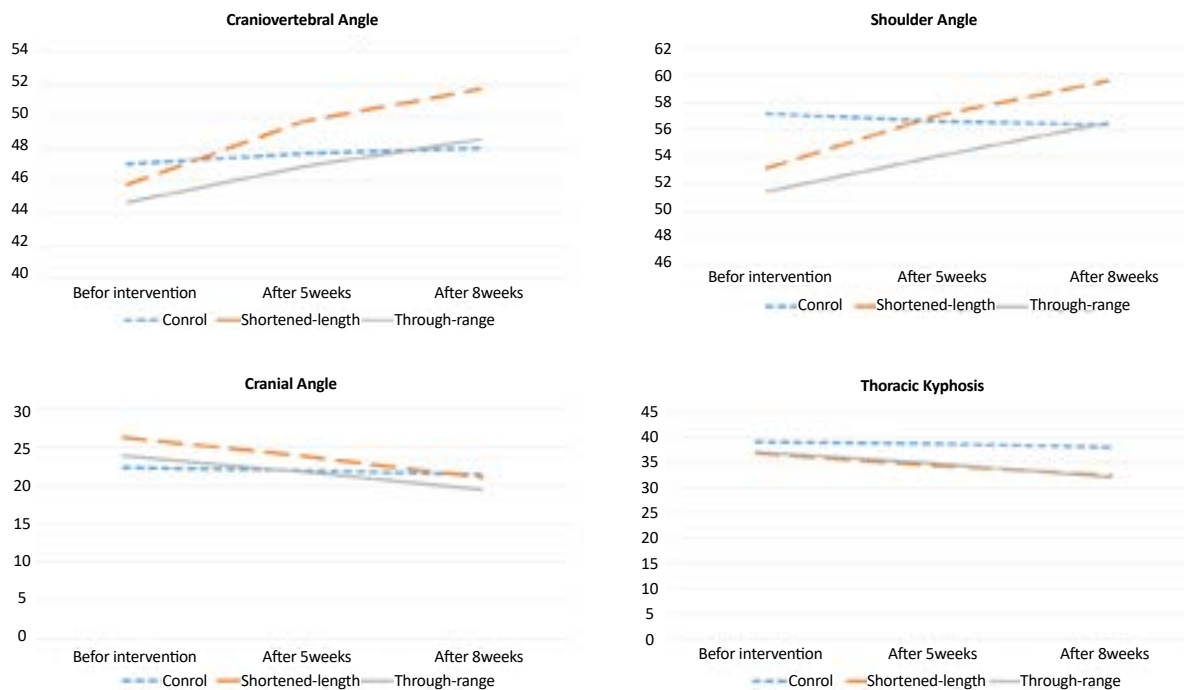 Craniovertebral Angle
54
52
50
48
46
44
42
40
Befor intervention After 5weeks After 8weeks
Conrol Shortened-length Through-range
Shoulder Angle
62
60
58
56
54
52
50
48
46
Befor intervention After 5weeks After 8weeks
Conrol Shortened-length Through-range
Cranial Angle
30
25
20
15
10
5
0
Befor intervention After 5weeks After 8weeks
Conrol Shortened-length Through-range
Thoracic Kyphosis
45
40
35
30
25
20
15
10
5
0
Befor intervention After 5weeks After 8weeks
Conrol Shortened-length Through-range